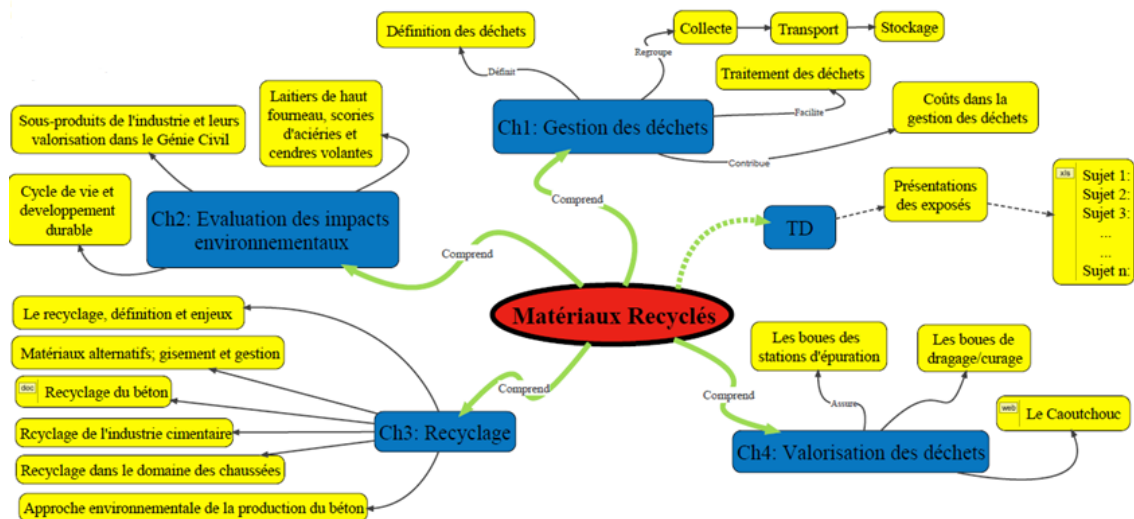 Définition des déchets
Collecte
Transport
Stockage
Définit
Regroupe
Traitement des déchets
Facilite
Ch1: Gestion des déchets
Coûts dans la
gestion des déchets
Contribue
Comprend
Sous-produits de l'industrie et leurs
valorisation dans le Génie Civil
Laitiers de haut
fourneau, scories
d'aciéries et
cendres volantes
Cycle de vie et
developpement
durable
Ch2: Evaluation des impacts
environnementaux
Comprend
TD
Présentations
des exposés
xls
Sujet 1:
Sujet 2:
Sujet 3:
...
...
Sujet n:
Matériaux Recyclés
Le recyclage, définition et enjeux
Matériaux alternatifs; gisement et gestion
doc
Recyclage du béton
Rcyclage de l'industrie cimentaire
Recyclage dans le domaine des chaussées
Approche environnementale de la production du béton
Ch3: Recyclage
Comprend
Comprend
Les boues des
stations d'épuration
Les boues de
dragage/curage
Assure
web
Le Caoutchouc
Ch4: Valorisation des déchets